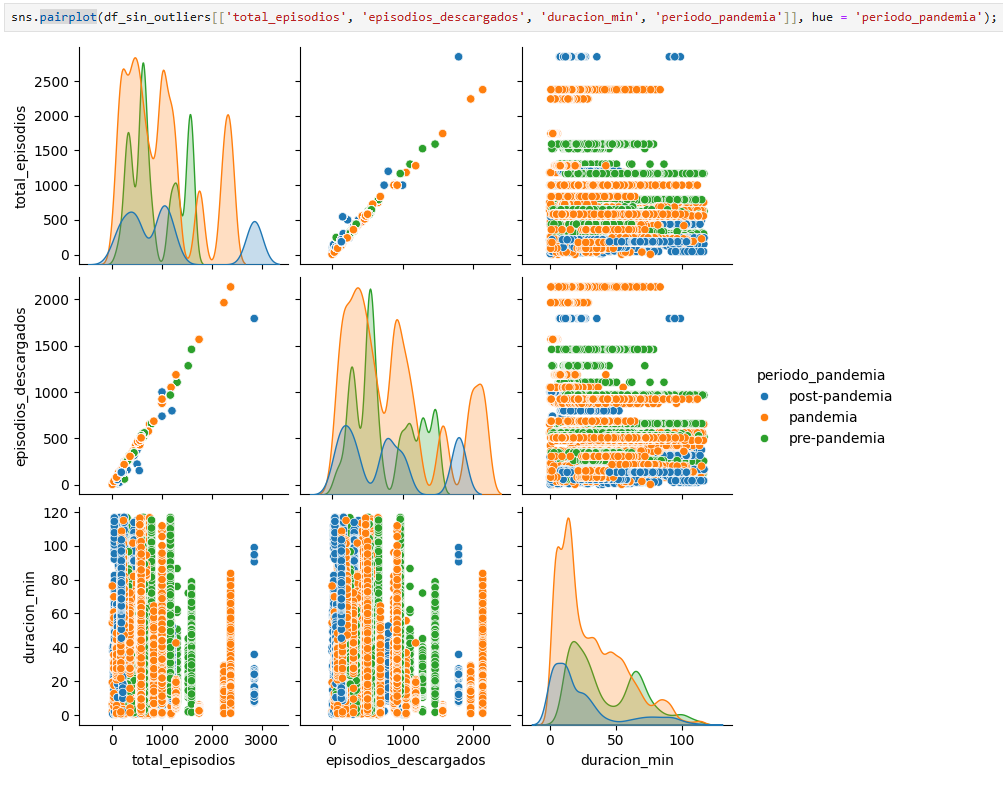 sns.pairplot(df_sin_outliers[['total_episodios', 'episodios_descargados', 'duracion_min', 'periodo_pandemia']], hue = 'periodo_pandemia');
total_episodios
2500
2000
1500
1000
500
0
episodios_descargados
2000
1500
1000
500
0
periodo_pandemia
post-pandemia
pandemia
pre-pandemia
duracion_min
120
100
80
60
40
20
0
0 1000 2000 3000
total_episodios
0 1000 2000
episodios_descargados
0 50 100
duracion_min